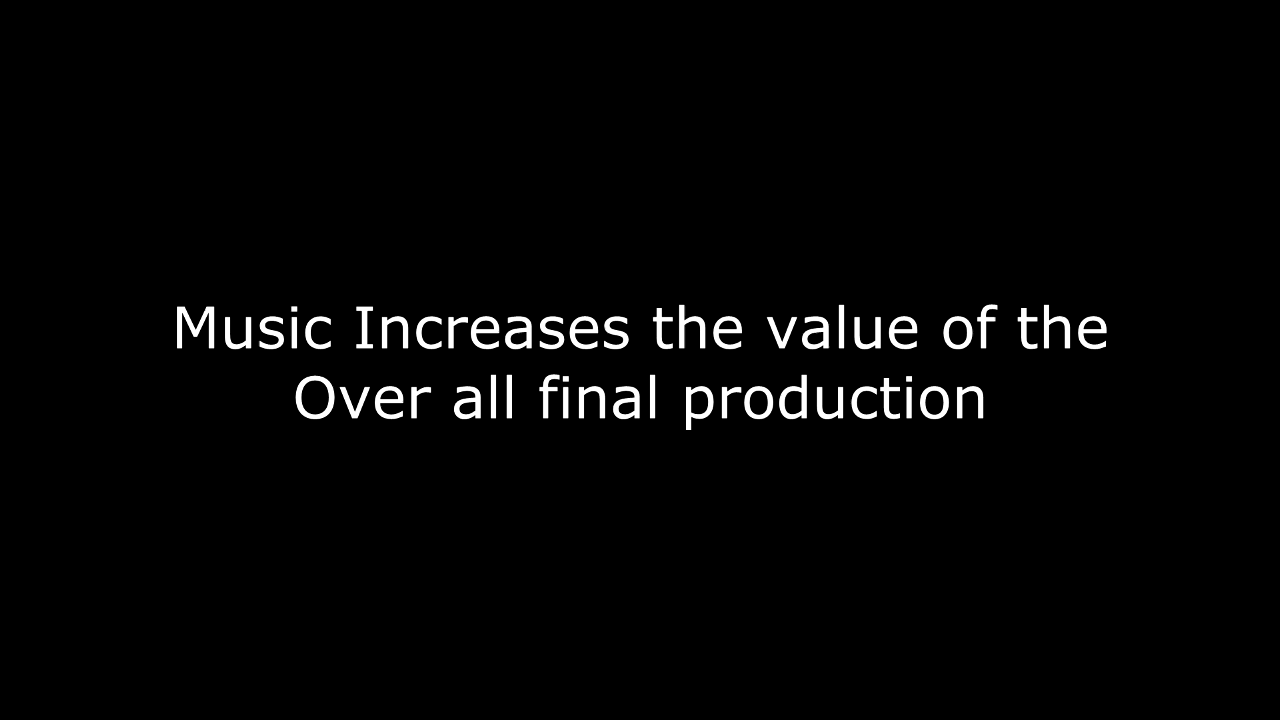 Music Increases the value of the
Over all final production